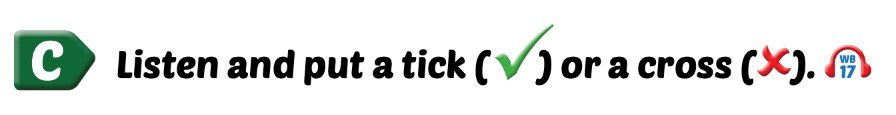 C Listen and put a tick (✓) or a cross (✗). WB 17